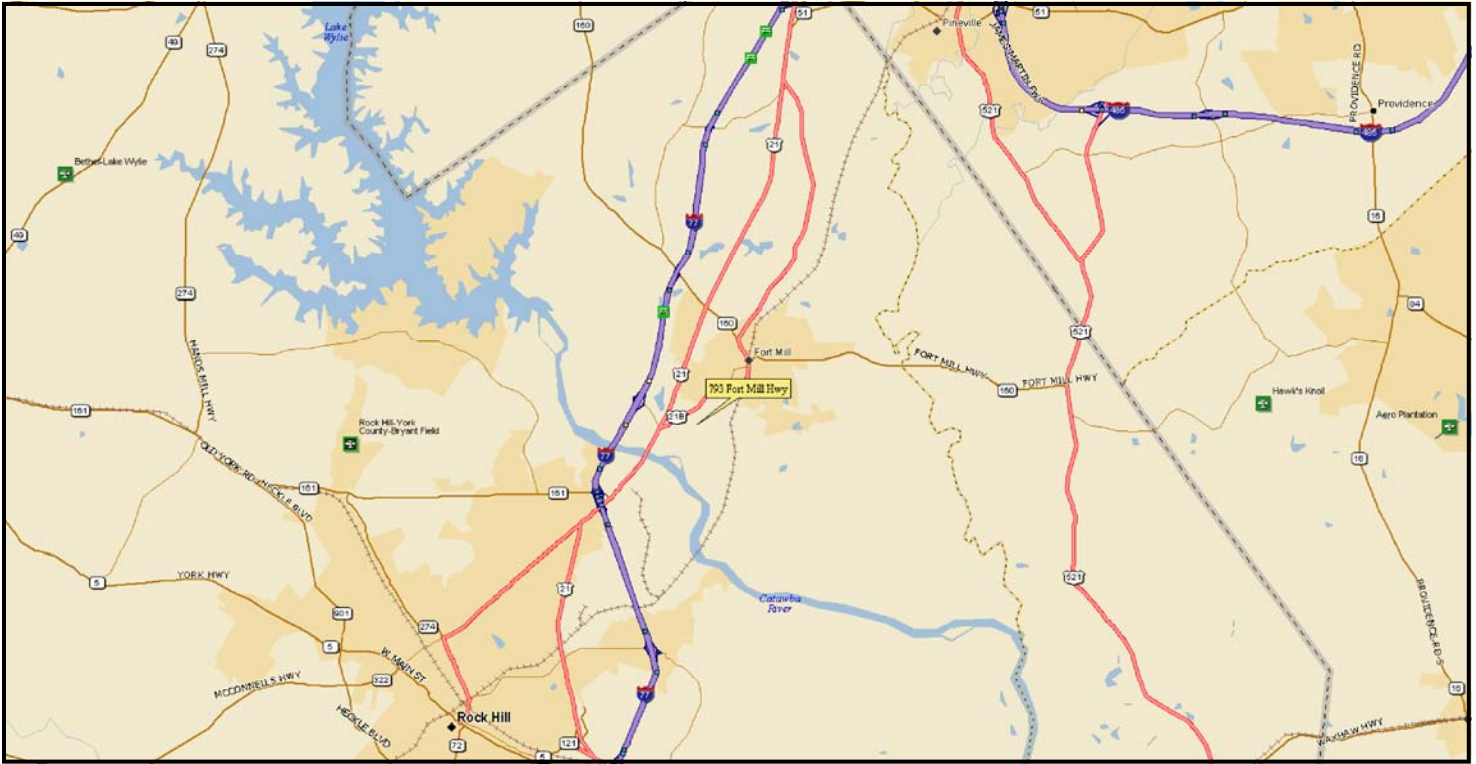 51
160
51
Pineville
Lake
Wylie
49
274
JAMES MARTIN FWY
PROVIDENCE RD
521
485
Providence
485
21
Bethel-Lake Wylie
77
16
49
274
84
160
521
HANDS MILL HWY
Fort Mill
FORT MILL HWY
21
793 Fort Mill Hwy
160
FORT MILL HWY
Hawk's Knoll
161
21B
Aero Plantation
Rock Hill-York
County-Bryant Field
77
16
OLD YORK RD
HECKLE BLVD
161
161
5
YORK HWY
21
521
Catawba
River
PROVIDENCE RD S
901
274
5
W MAIN ST
322
MCCONNELLS HWY
77
16
HECKLE BLVD
Rock Hill
WAXHAW HWY
72
121
5